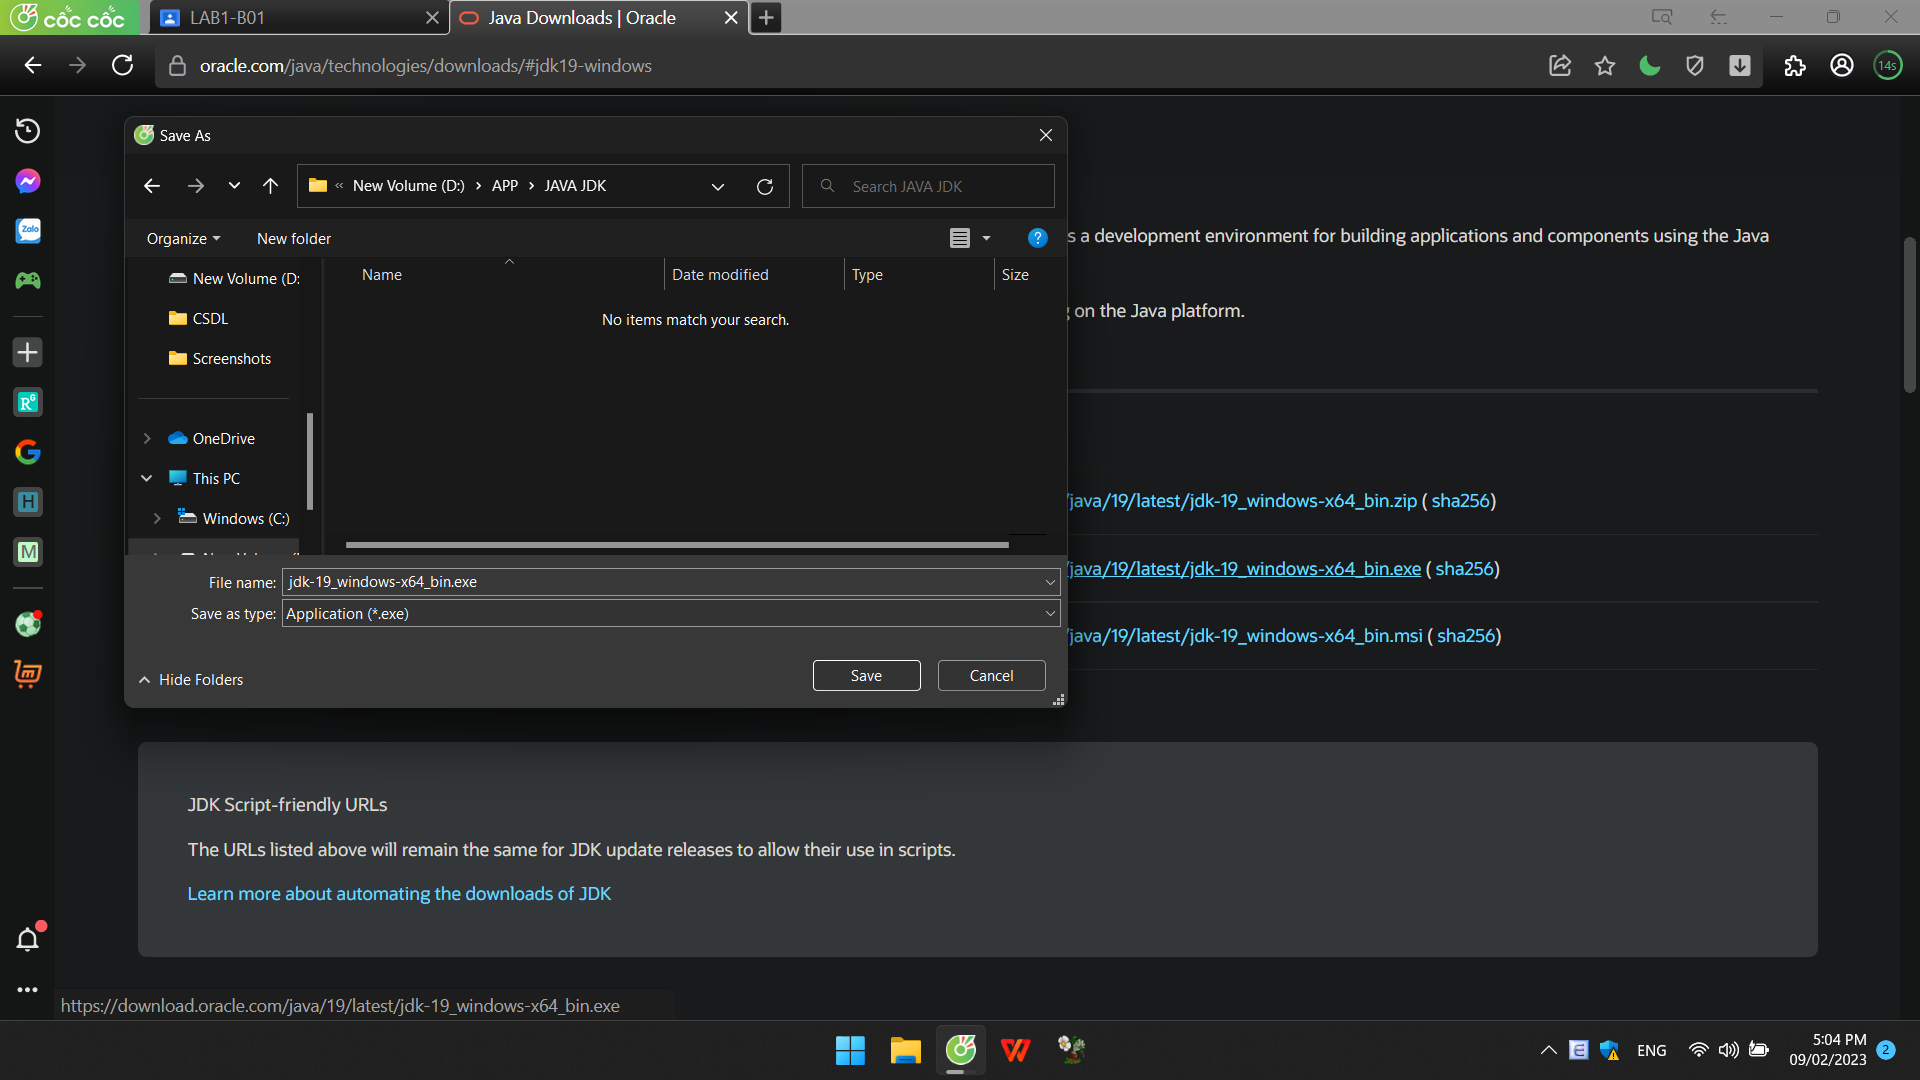 cốc cốc
LAB1-B01
Java Downloads | Oracle
oracle.com/java/technologies/downloads/#jdk19-windows
14s
Save As
« New Volume (D:) › APP › JAVA JDK
Search JAVA JDK
Organize
New folder
?
s a development environment for building applications and components using the Java
on the Java platform.
Name
Date modified
Type
Size
No items match your search.
New Volume (D:
CSDL
Screenshots
OneDrive
This PC
Windows (C:)
File name:
jdk-19_windows-x64_bin.exe
Save as type:
Application (*.exe)
Hide Folders
Save
Cancel
/java/19/latest/jdk-19_windows-x64_bin.zip ( sha256)
/java/19/latest/jdk-19_windows-x64_bin.exe ( sha256)
/java/19/latest/jdk-19_windows-x64_bin.msi ( sha256)
Zalo
RG
H
M
JDK Script-friendly URLs
The URLs listed above will remain the same for JDK update releases to allow their use in scripts.
Learn more about automating the downloads of JDK
https://download.oracle.com/java/19/latest/jdk-19_windows-x64_bin.exe
ENG
5:04 PM
09/02/2023
2